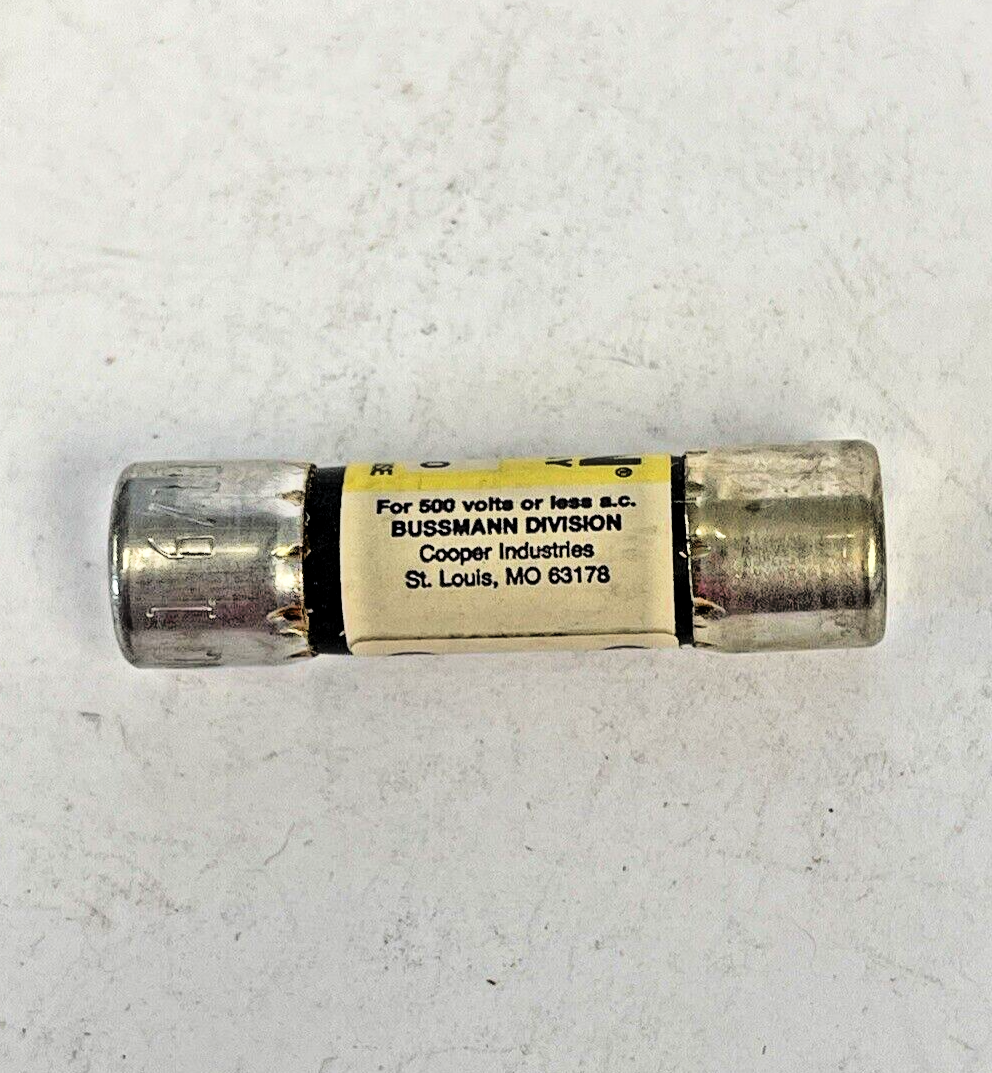 For 500 volts or less a.c.
BUSSMANN DIVISION
Cooper Industries
St. Louis, MO 63178